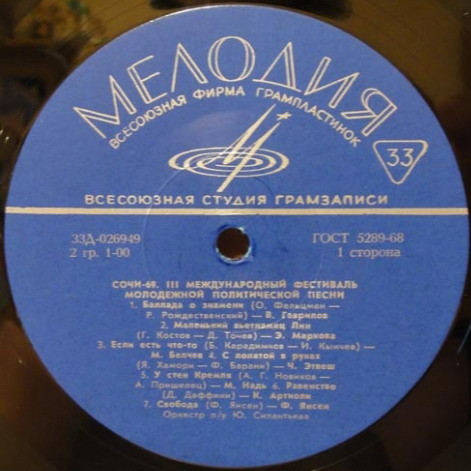 МЕЛОДИЯ
ВСЕСОЮЗНАЯ ФИРМА ГРАМПЛАСТИНОК
33
ВСЕСОЮЗНАЯ СТУДИЯ ГРАМЗАПИСИ
33Д-026949 ГОСТ 5289-68
2 гр. 1-00 1 сторона
СОЧИ-69. III МЕЖДУНАРОДНЫЙ ФЕСТИВАЛЬ
МОЛОДЕЖНОЙ ПОЛИТИЧЕСКОЙ ПЕСНИ
1. Баллада о знамени (О. Фельцман —
Р. Рождественский) — В. Гаврилов
2. Маленький вьетнамец Лин
(Г. Костов — Д. Точев) — Э. Маркова
3. Если есть что-то (Б. Карадимчов — И. Кынчев) —
М. Белчев 4. С лопатой в руках
(Я. Хамори — Ф. Барани) — Ч. Этвеш
5. У стен Кремля (А. Г. Новиков —
А. Пришелец) — М. Надь 6. Равенство
(Д. Даффини) — К. Артиоли
7. Свобода (Ф. Янсен) — Ф. Янсен
Оркестр п/у Ю. Силантьева